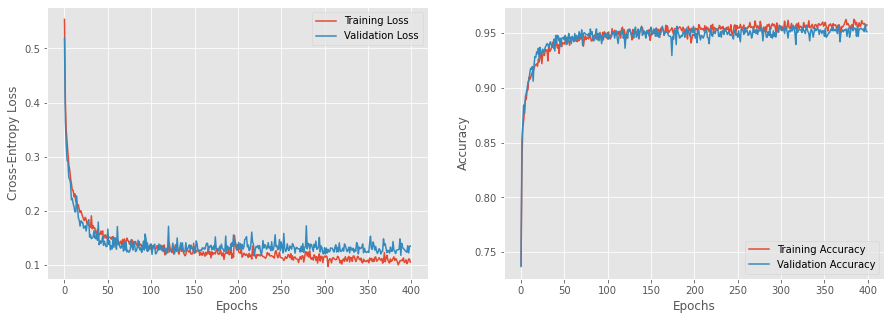 Training Loss
Validation Loss
0.5
0.4
0.3
0.2
0.1
Cross-Entropy Loss
0 50 100 150 200 250 300 350 400
Epochs
0.95
0.90
0.85
0.80
0.75
Accuracy
Training Accuracy
Validation Accuracy
0 50 100 150 200 250 300 350 400
Epochs